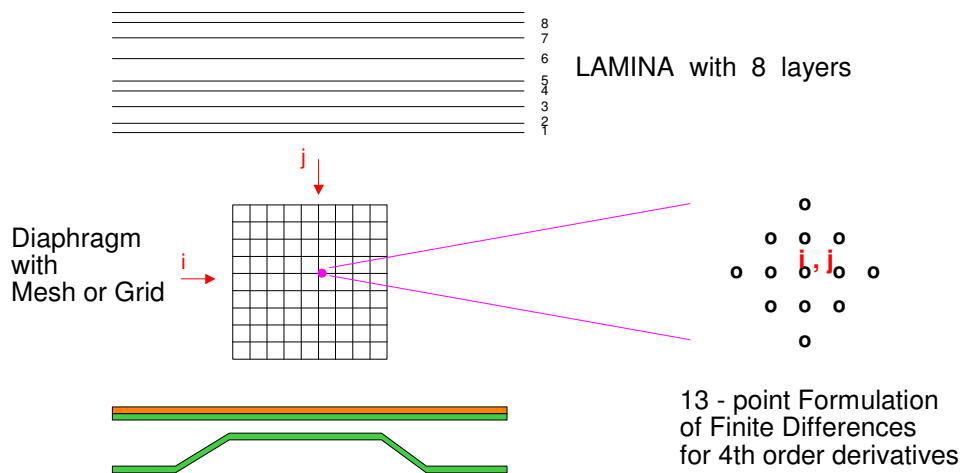 8
7
6
5
4
3
2
1
LAMINA with 8 layers
j
Diaphragm
with
Mesh or Grid
i
o
o o o
i , j
o o o o o
o o o
o
13 - point Formulation
of Finite Differences
for 4th order derivatives